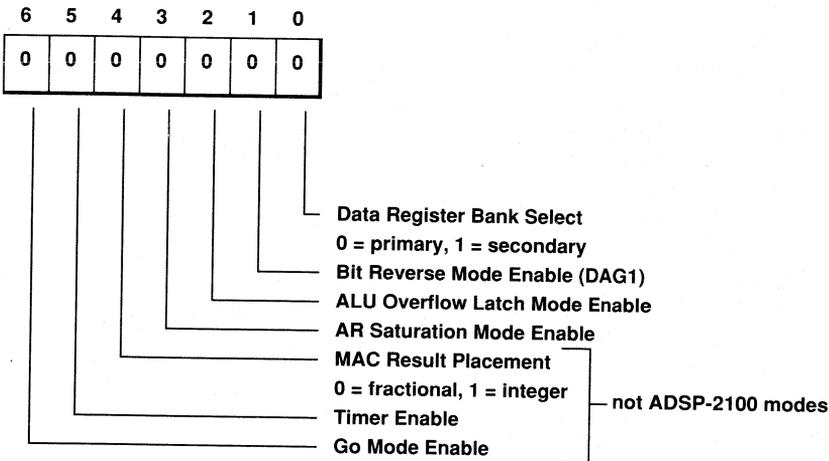 6 5 4 3 2 1 0
0 0 0 0 0 0 0
Data Register Bank Select
0 = primary, 1 = secondary
Bit Reverse Mode Enable (DAG1)
ALU Overflow Latch Mode Enable
AR Saturation Mode Enable
MAC Result Placement
0 = fractional, 1 = integer
not ADSP-2100 modes
Timer Enable
Go Mode Enable